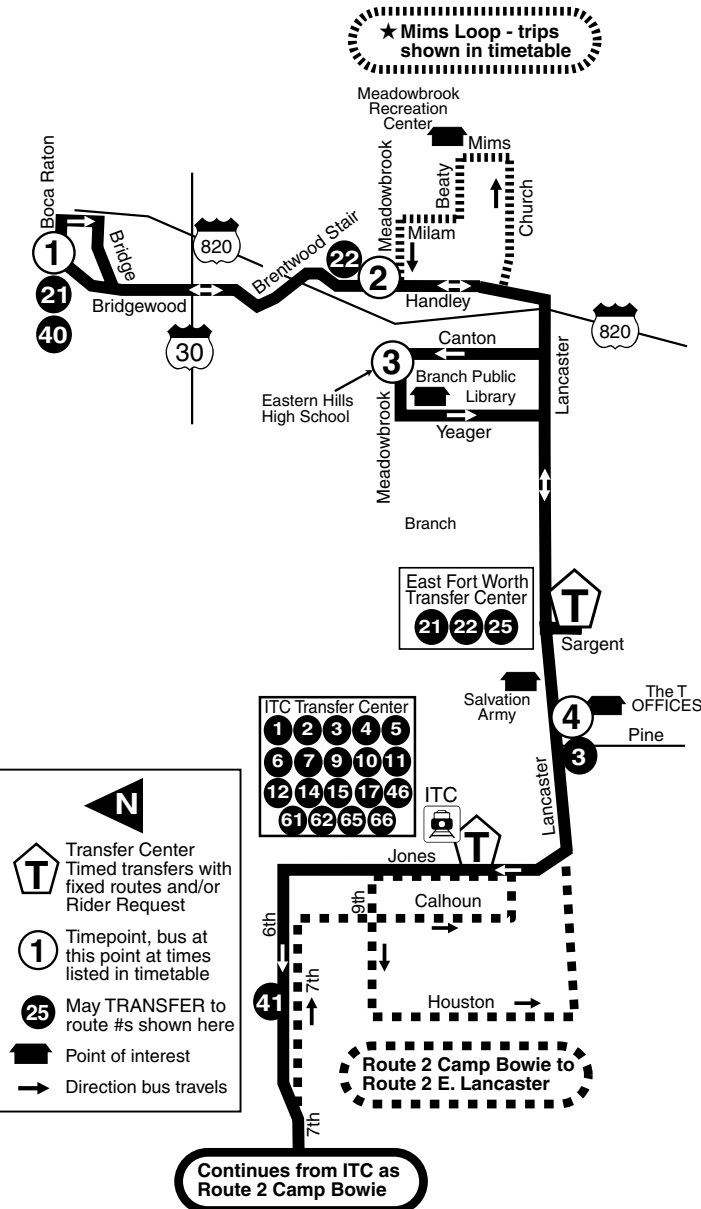 ★ Mims Loop - trips
shown in timetable
Meadowbrook
Recreation
Center
Mims
Boca Raton
Meadowbrook
Beaty
Church
Milam
1
Bridge
820
Brentwood Stair
22
2
21
Bridgewood
Handley
40
30
820
Canton
3
Branch Public
Library
Lancaster
Eastern Hills
High School
Meadowbrook
Yeager
Branch
East Fort Worth
Transfer Center
21 22 25
T
Sargent
Salvation
Army
The T
OFFICES
4
Pine
3
ITC Transfer Center
1 2 3 4 5
6 7 9 10 11
12 14 15 17 46
61 62 65 66
ITC
T
Lancaster
Jones
N
T
Transfer Center
Timed transfers with
fixed routes and/or
Rider Request
1
Timepoint, bus at
this point at times
listed in timetable
25
May TRANSFER to
route #s shown here
Point of interest
Direction bus travels
6th
9th
Calhoun
7th
41
Houston
Route 2 Camp Bowie to
Route 2 E. Lancaster
7th
Continues from ITC as
Route 2 Camp Bowie